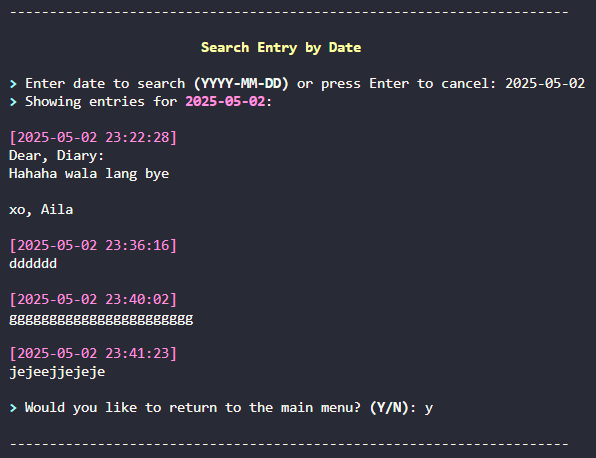 ----------------------------------------------------------------------
Search Entry by Date
> Enter date to search (YYYY-MM-DD) or press Enter to cancel: 2025-05-02
> Showing entries for 2025-05-02:
[2025-05-02 23:22:28]
Dear, Diary:
Hahaha wala lang bye
xo, Aila
[2025-05-02 23:36:16]
dddddd
[2025-05-02 23:40:02]
ggggggggggggggggggggggg
[2025-05-02 23:41:23]
jejeejjejeje
> Would you like to return to the main menu? (Y/N): y
----------------------------------------------------------------------